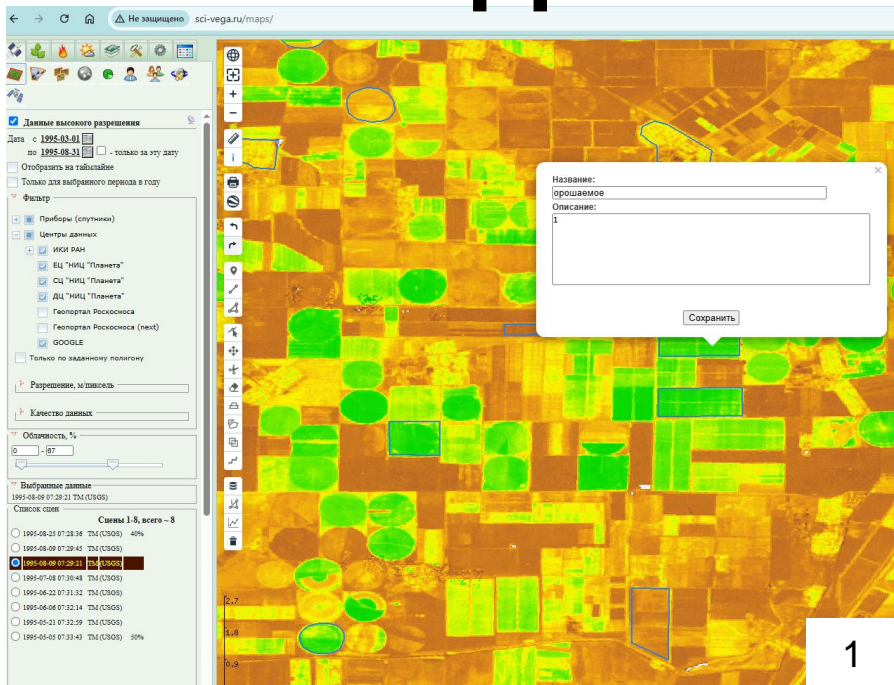 Не защищено
sci-vega.ru/maps/
Данные высокого разрешения
Дата с 1995-03-01
по 1995-08-31 - только за эту дату
Отобразить на таймлайне
Только для выбранного периода в году
Фильтр
Приборы (спутники)
Центры данных
ИКИ РАН
ЕЦ "НИЦ "Планета"
СЦ "НИЦ "Планета"
ДЦ "НИЦ "Планета"
Геопортал Роскосмоса
Геопортал Роскосмоса (next)
GOOGLE
Только по заданному полигону
Разрешение, м/пиксель
Качество данных
Облачность, %
0 - 67
Выбранные данные
1995-08-09 07:29:21 TM (USGS)
Список сцен
Сцены 1-8, всего ~ 8
1995-08-25 07:28:36 TM (USGS) 40%
1995-08-09 07:29:45 TM (USGS)
1995-08-09 07:29:21 TM (USGS)
1995-07-08 07:30:48 TM (USGS)
1995-06-22 07:31:32 TM (USGS)
1995-06-06 07:32:14 TM (USGS)
1995-05-21 07:32:59 TM (USGS)
1995-05-05 07:33:43 TM (USGS) 50%
Название:
орошаемое
Описание:
1
Сохранить
2.7
1.8
0.9
1